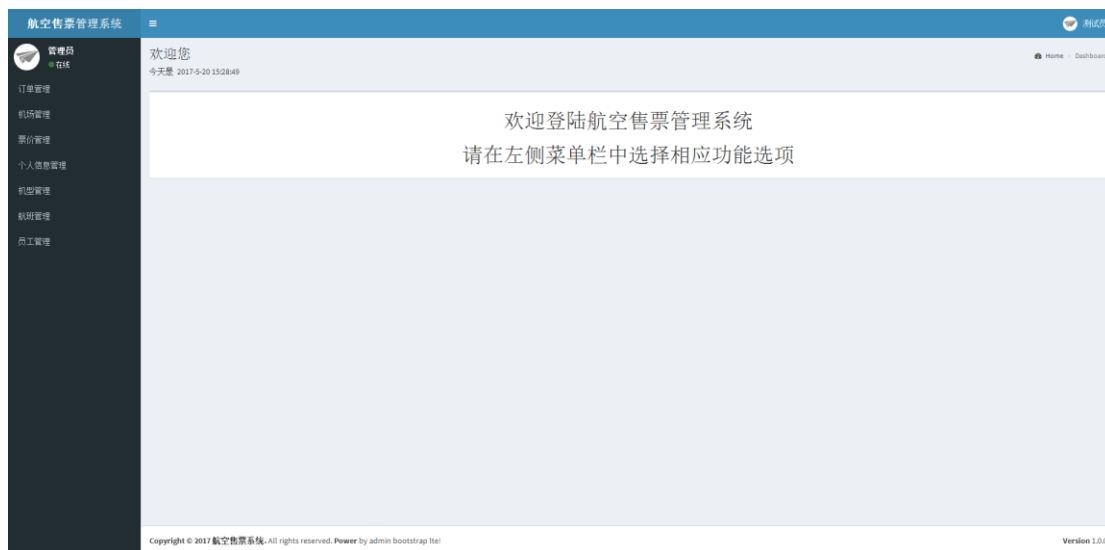 航空售票管理系统
测试员
管理员
在线
欢迎您
今天是 2017-5-20 15:28:49
Home > Dashboard
订单管理
机场管理
票价管理
个人信息管理
机型管理
航班管理
员工管理
欢迎登陆航空售票管理系统
请在左侧菜单栏中选择相应功能选项
Copyright © 2017 航空售票系统. All rights reserved. Power by admin bootstrap lte!
Version 1.0.0